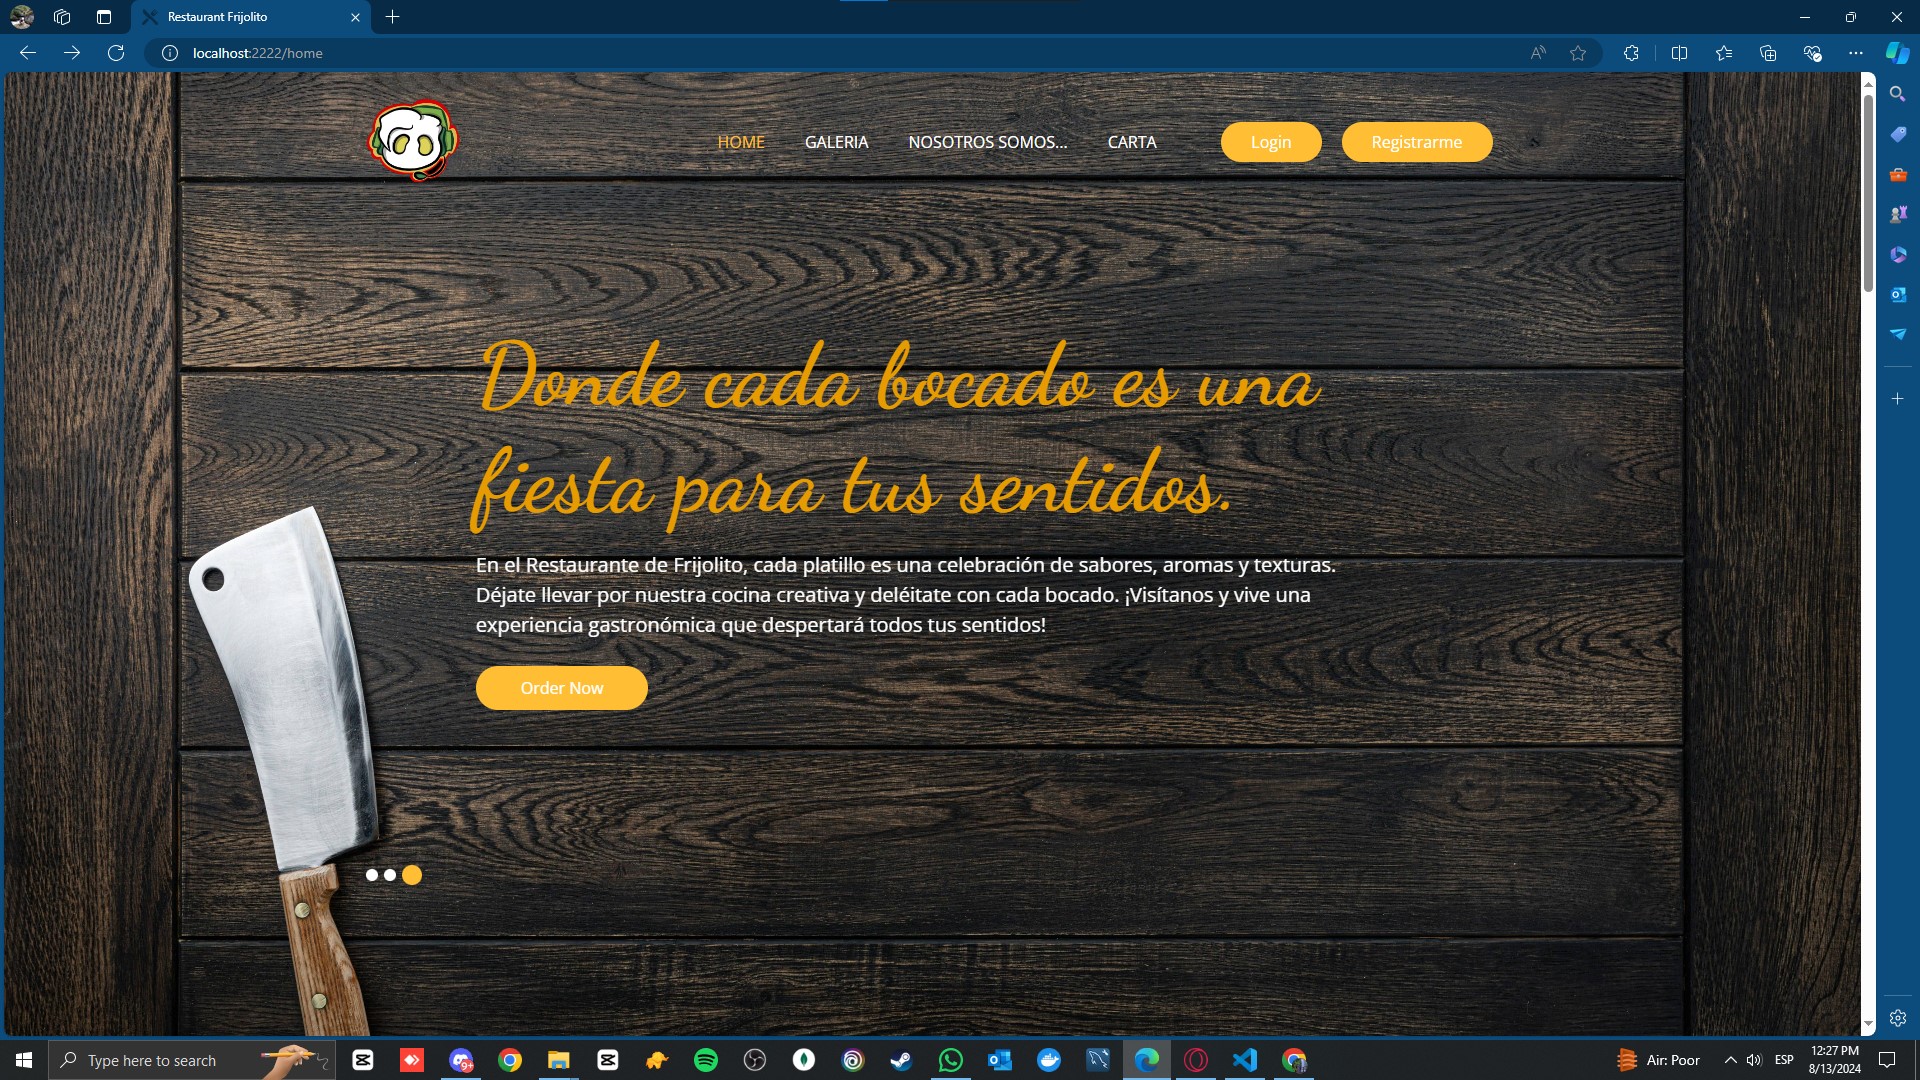 Restaurant Frijolito
localhost:2222/home
HOME
GALERIA
NOSOTROS SOMOS...
CARTA
Login
Registrarme
Donde cada bocado es una
fiesta para tus sentidos.
En el Restaurante de Frijolito, cada platillo es una celebración de sabores, aromas y texturas.
Déjate llevar por nuestra cocina creativa y deléitate con cada bocado. ¡Visítanos y vive una
experiencia gastronómica que despertará todos tus sentidos!
Order Now
Type here to search
9+
Air: Poor
ESP
12:27 PM
8/13/2024